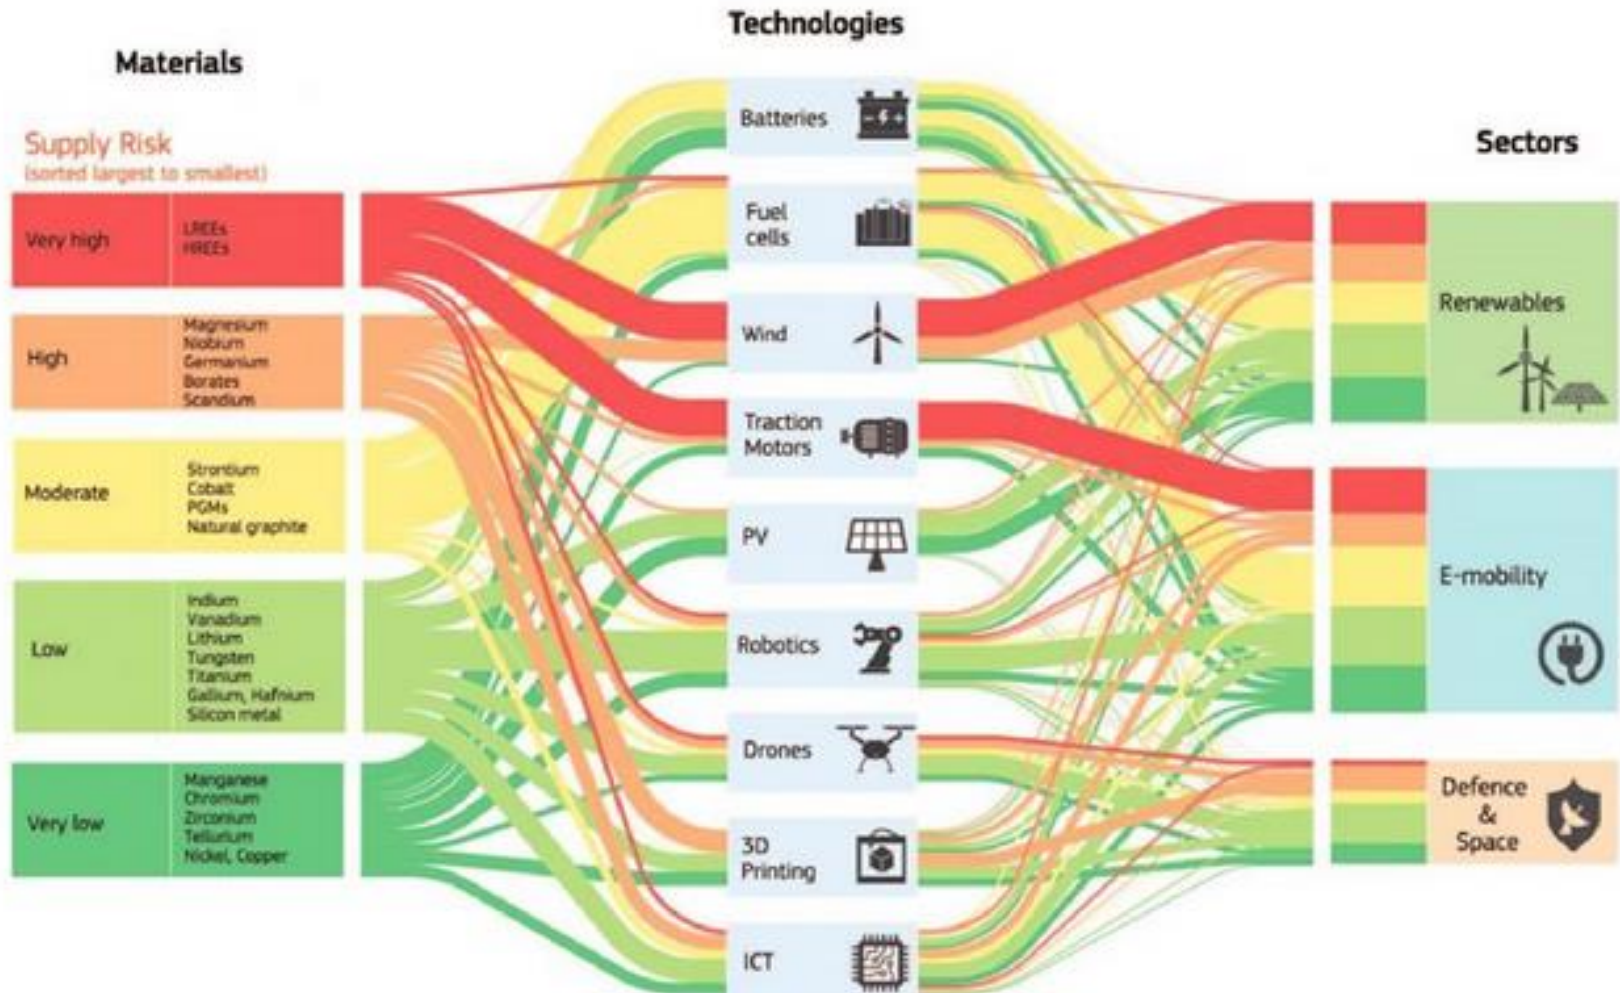 Technologies
Materials
Supply Risk
(sorted largest to smallest)
Very high
LREEs
HREEs
High
Magnesium
Niobium
Germanium
Borates
Scandium
Moderate
Strontium
Cobalt
PGMs
Natural graphite
Low
Indium
Vanadium
Lithium
Tungsten
Titanium
Gallium, Hafnium
Silicon metal
Very low
Manganese
Chromium
Zirconium
Tellurium
Nickel, Copper
Batteries
Fuel
cells
Wind
Traction
Motors
PV
Robotics
Drones
3D
Printing
ICT
Sectors
Renewables
E-mobility
Defence
&
Space